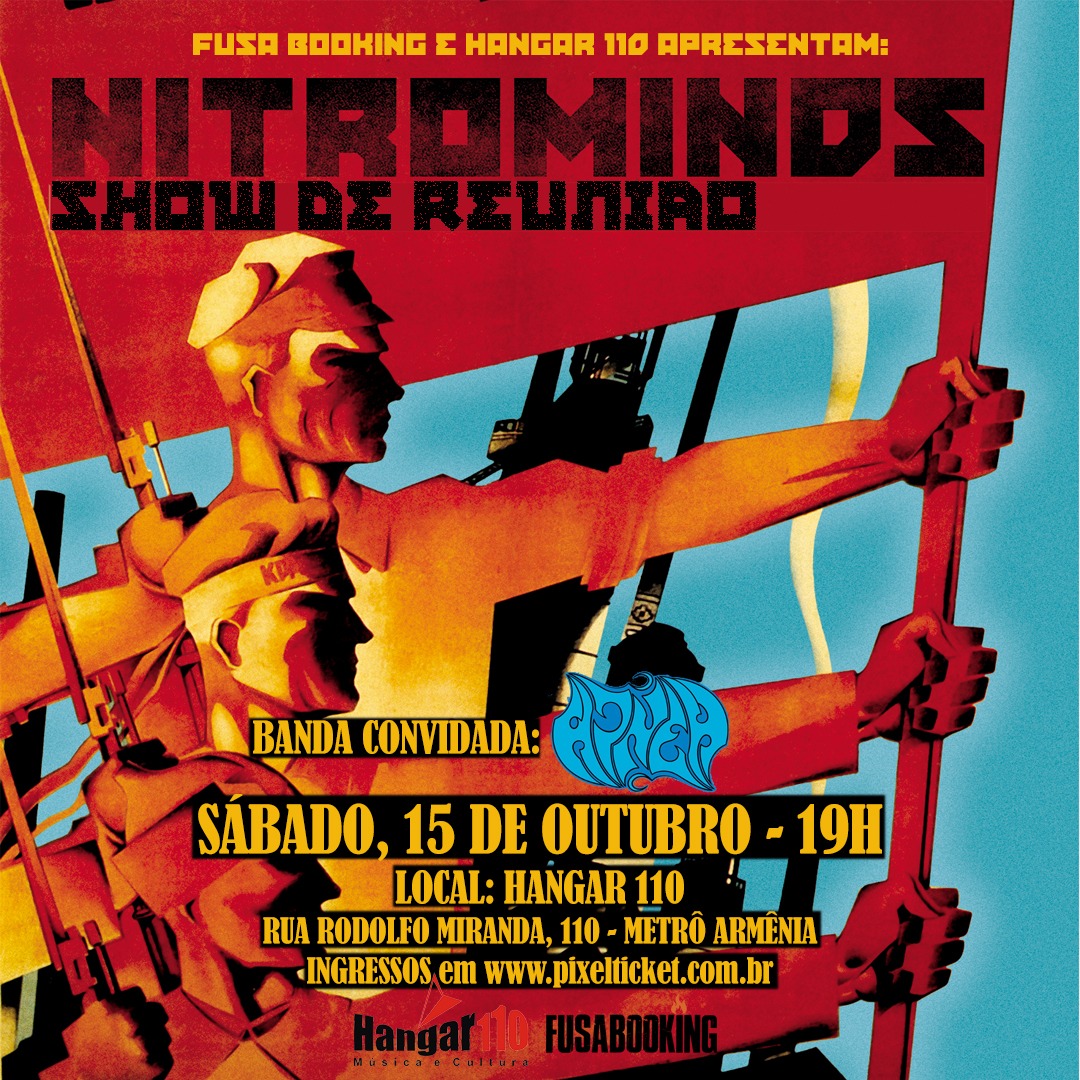 FUSA BOOKING E HANGAR 110 APRESENTAM:
NITROMINDS
SHOW DE REUNIAO
BANDA CONVIDADA: APNEA
SÁBADO, 15 DE OUTUBRO - 19H
LOCAL: HANGAR 110
RUA RODOLFO MIRANDA, 110 - METRÔ ARMÊNIA
INGRESSOS em www.pixelticket.com.br
Hangar 110 FUSABOOKING
Música e Cultura